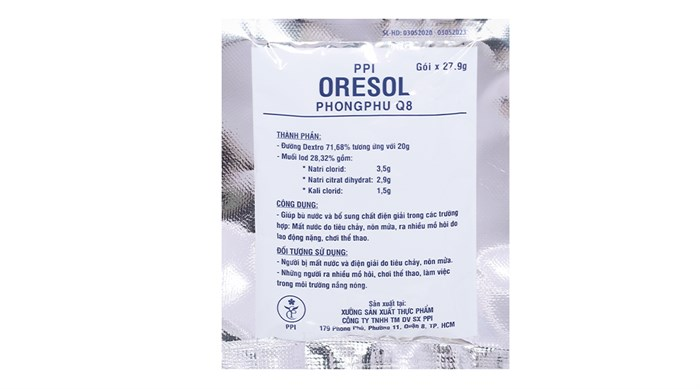 SX-HD: 03052020 03052023
PPI
Gói x 27.9g
ORESOL
PHONGPHU Q8
THÀNH PHẦN:
- Đường Dextro 71,68% tương ứng với 20g
- Muối Iod 28,32% gồm:
* Natri clorid: 3,5g
* Natri citrat dihydrat: 2,9g
* Kali clorid: 1,5g
CÔNG DỤNG:
- Giúp bù nước và bổ sung chất điện giải trong các trường
hợp: Mất nước do tiêu chảy, nôn mửa, ra nhiều mồ hôi do
lao động nặng, chơi thể thao.
ĐỐI TƯỢNG SỬ DỤNG:
- Người bị mất nước và điện giải do tiêu chảy, nôn mửa.
- Những người ra nhiều mồ hôi, chơi thể thao, làm việc
trong môi trường nắng nóng.
Sản xuất tại:
XƯỞNG SẢN XUẤT THỰC PHẨM
CÔNG TY TNHH TM DV SX PPI
179 Phong Phú, Phường 11, Quận 8, TP. HCM
PPI